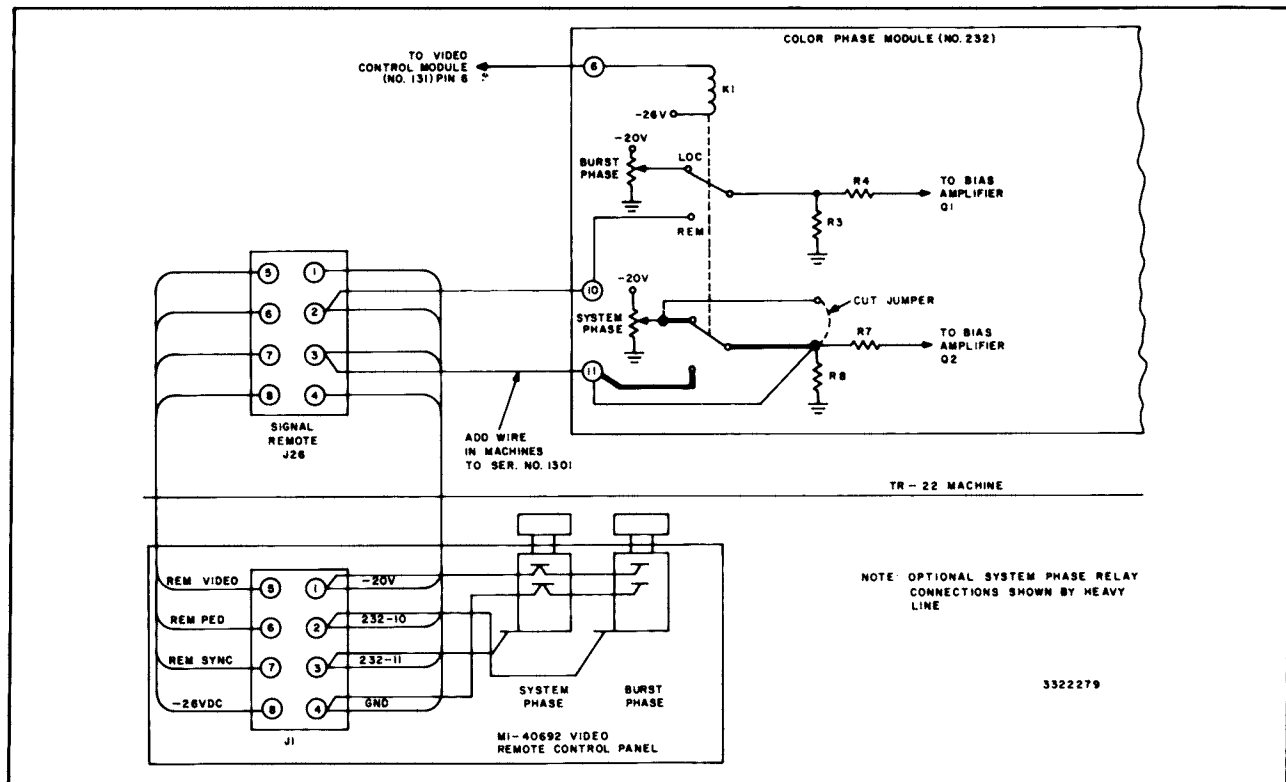 COLOR PHASE MODULE (NO. 232)
TO VIDEO
CONTROL MODULE
(NO. 131) PIN 6
6
K1
-26V
-20V
BURST
PHASE
LOC
R4
TO BIAS
AMPLIFIER
Q1
R3
REM
10
-20V
SYSTEM
PHASE
CUT JUMPER
R7
TO BIAS
AMPLIFIER
Q2
R8
11
5 1
6 2
7 3
8 4
SIGNAL
REMOTE
J26
ADD WIRE
IN MACHINES
TO SER. NO. 1301
TR-22 MACHINE
REM VIDEO 5 1 -20V
REM PED 6 2 232-10
REM SYNC 7 3 232-11
-26VDC 8 4 GND
J1
SYSTEM
PHASE
BURST
PHASE
MI-40692 VIDEO
REMOTE CONTROL PANEL
NOTE: OPTIONAL SYSTEM PHASE RELAY
CONNECTIONS SHOWN BY HEAVY
LINE
3322279